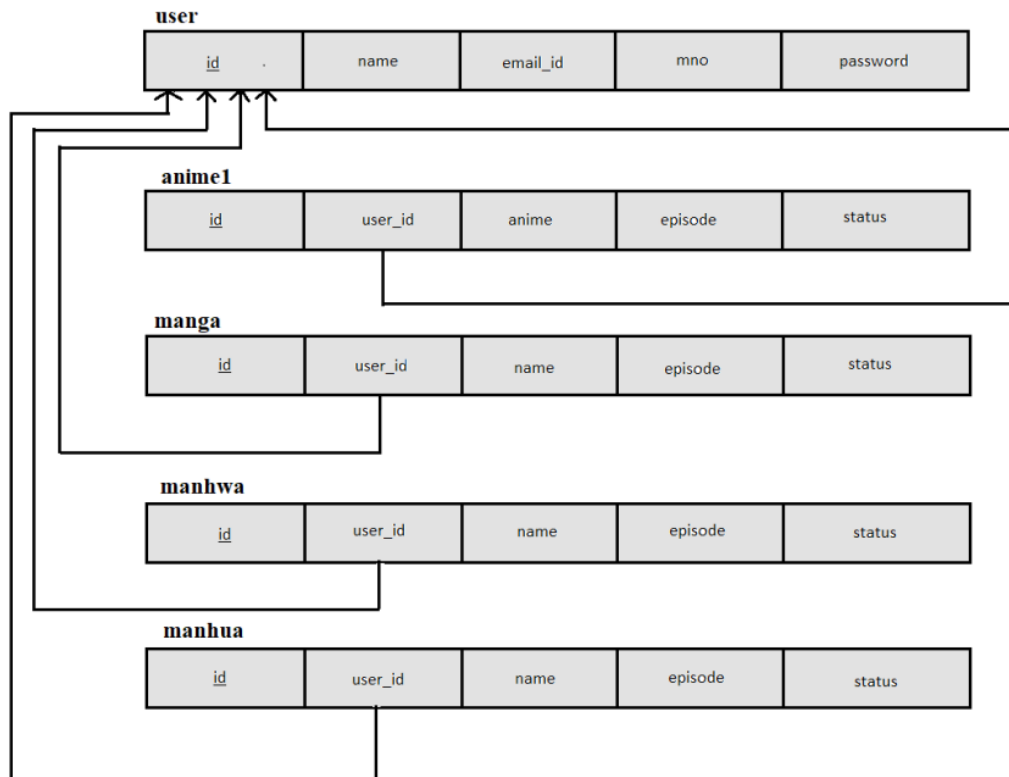 user
id . name email_id mno password
anime1
id user_id anime episode status
manga
id user_id name episode status
manhwa
id user_id name episode status
manhua
id user_id name episode status